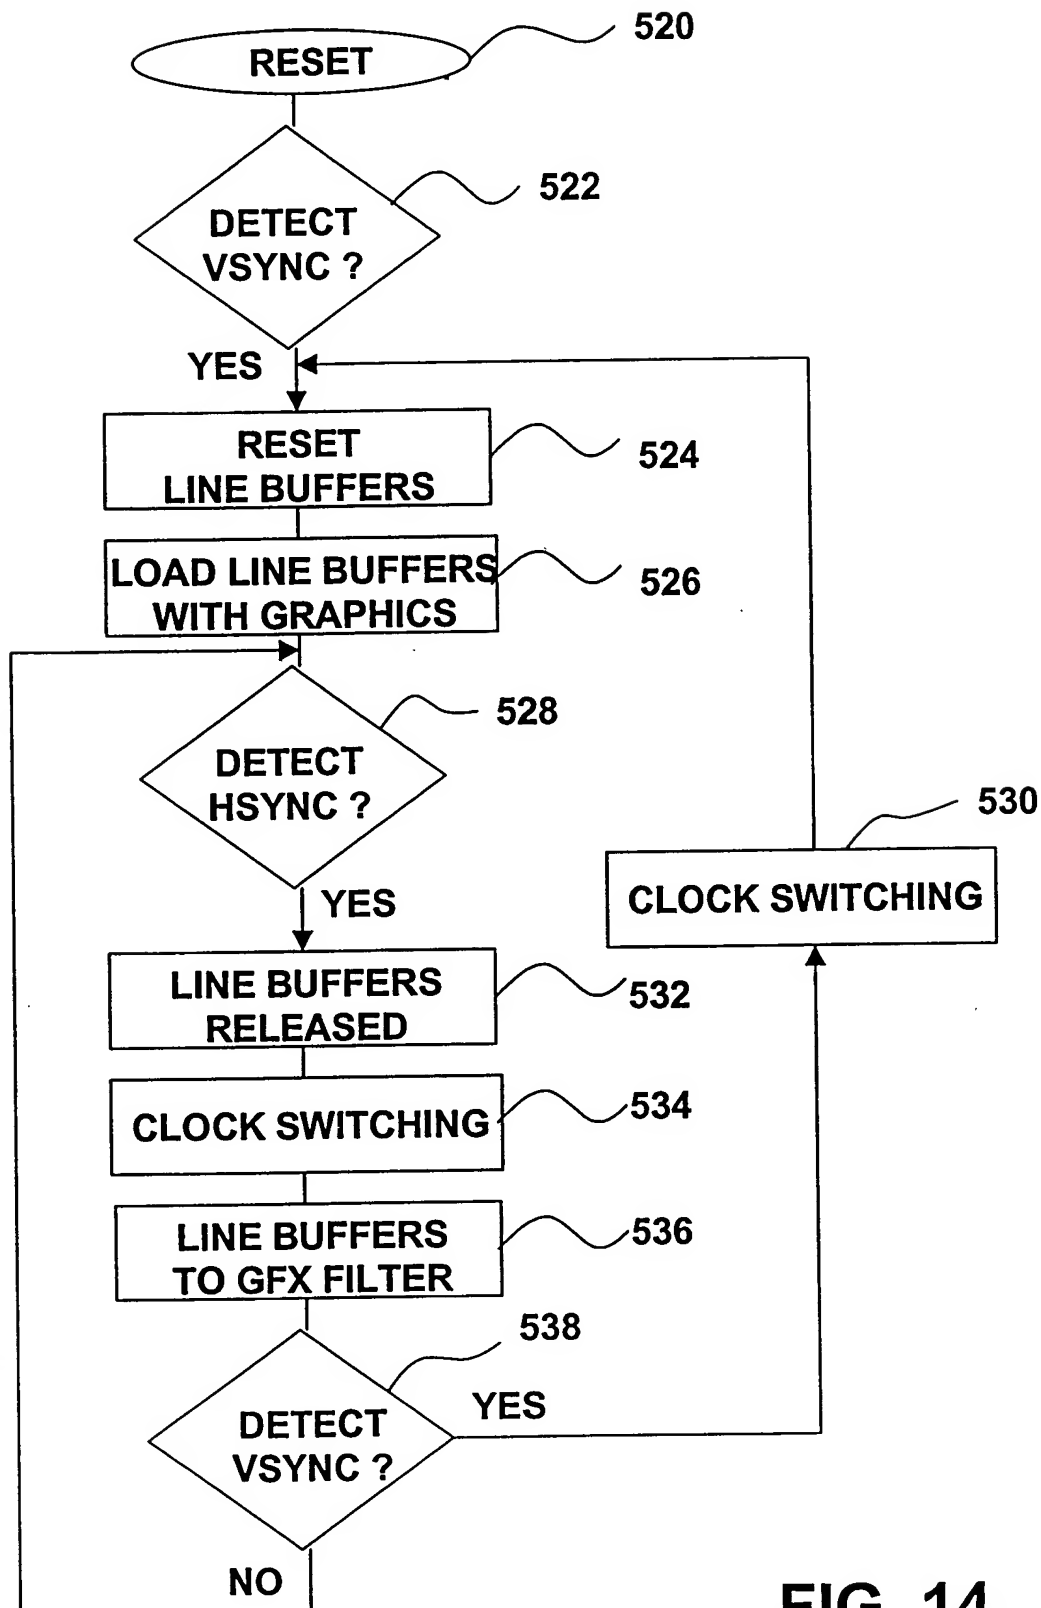 RESET
520
DETECT
VSYNC ?
522
YES
RESET
LINE BUFFERS
524
LOAD LINE BUFFERS
WITH GRAPHICS
526
DETECT
HSYNC ?
528
YES
CLOCK SWITCHING
530
LINE BUFFERS
RELEASED
532
CLOCK SWITCHING
534
LINE BUFFERS
TO GFX FILTER
536
DETECT
VSYNC ?
538
YES
NO
FIG. 14